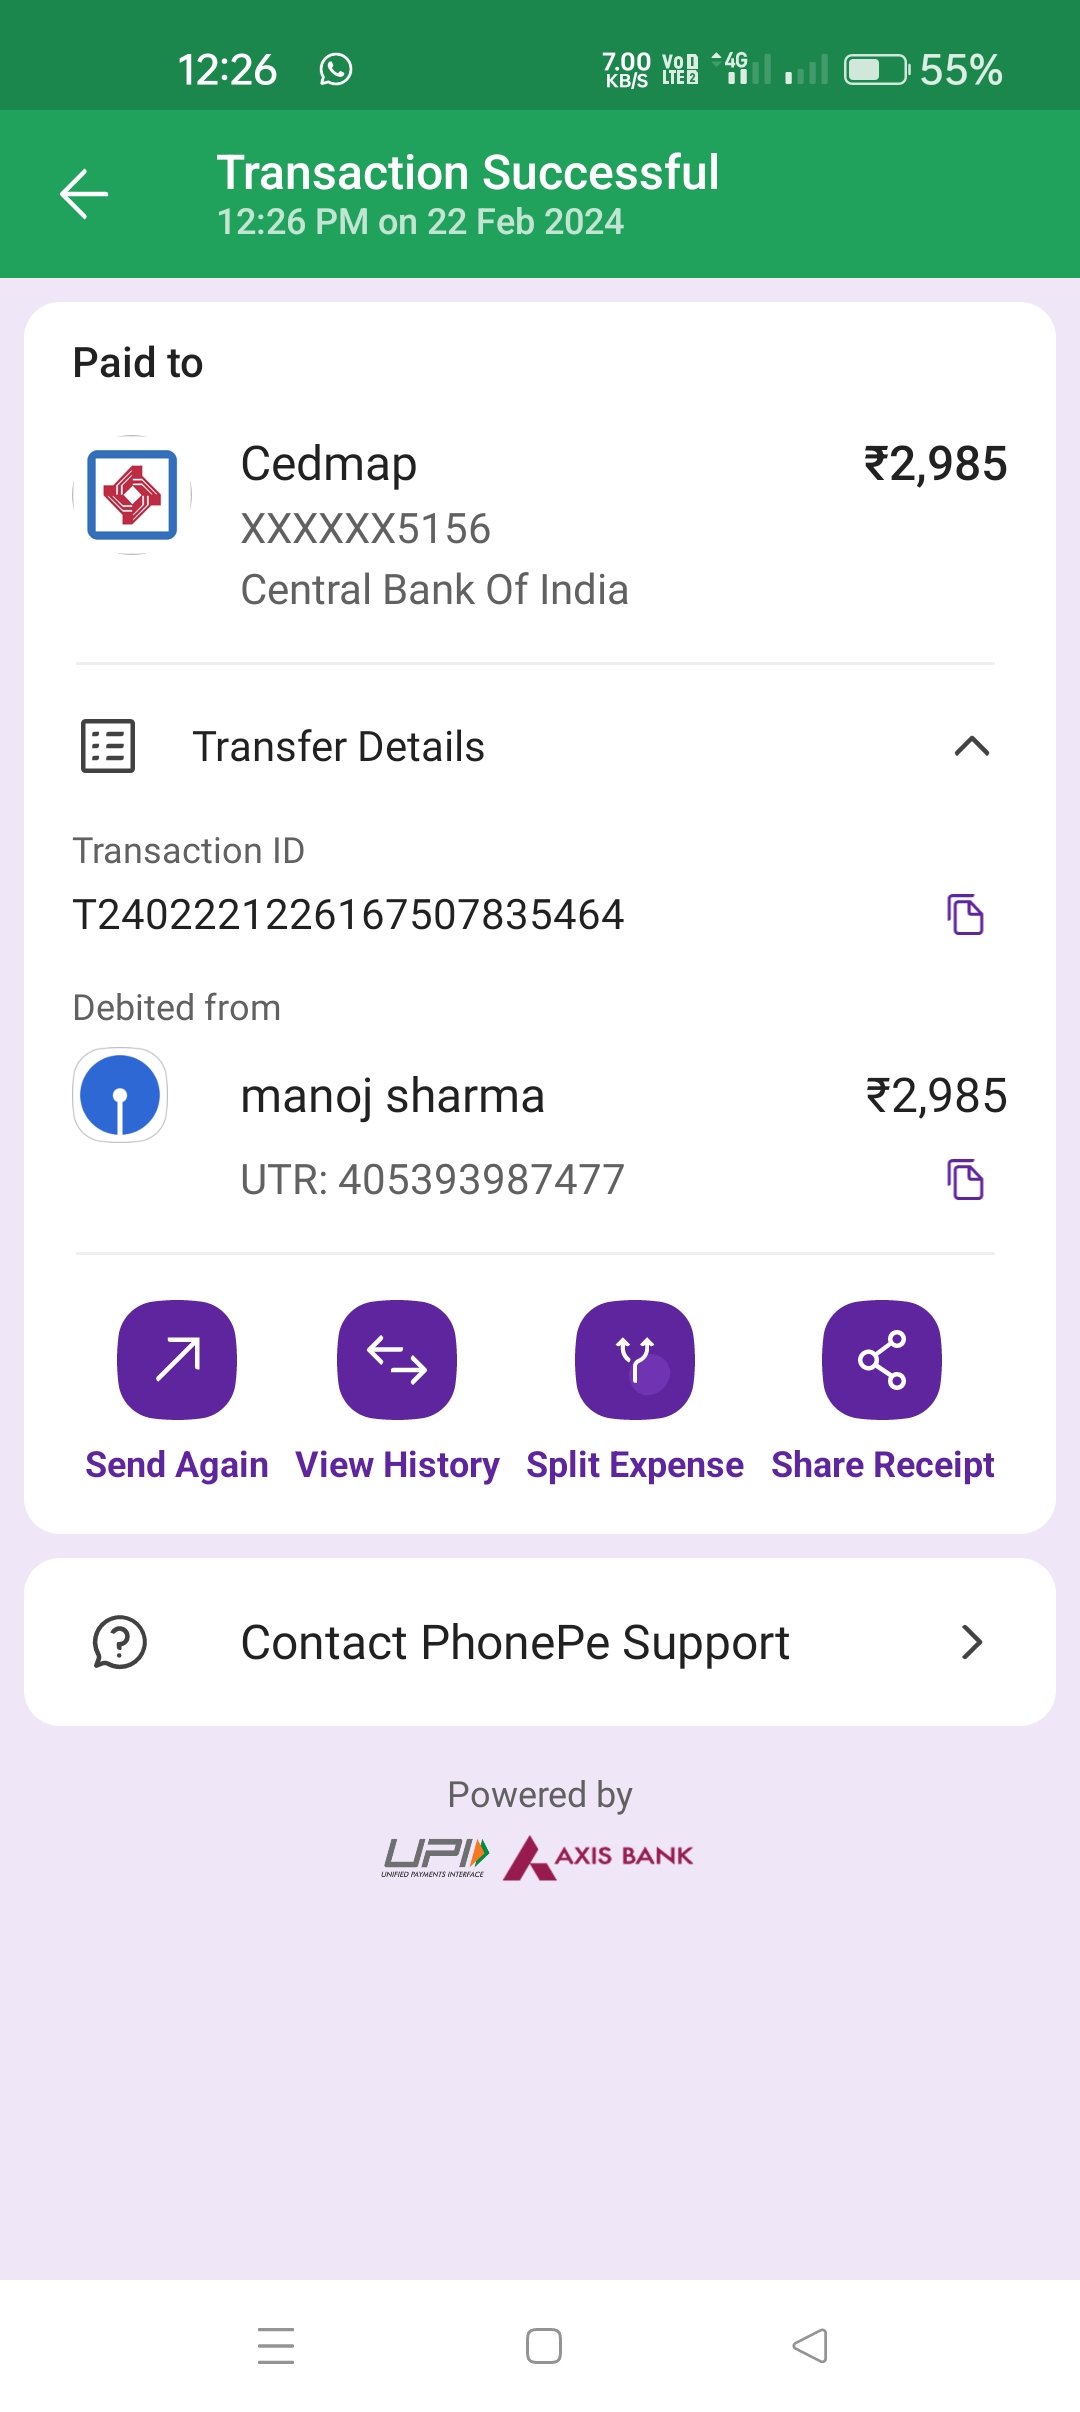 12:26
7.00 KB/S Vo 1 LTE 2 4G 55%
Transaction Successful
12:26 PM on 22 Feb 2024
Paid to
Cedmap ₹2,985
XXXXXX5156
Central Bank Of India
Transfer Details
Transaction ID
T2402221226167507835464
Debited from
manoj sharma ₹2,985
UTR: 405393987477
Send Again View History Split Expense Share Receipt
Contact PhonePe Support
Powered by
UPI AXIS BANK
UNIFIED PAYMENTS INTERFACE